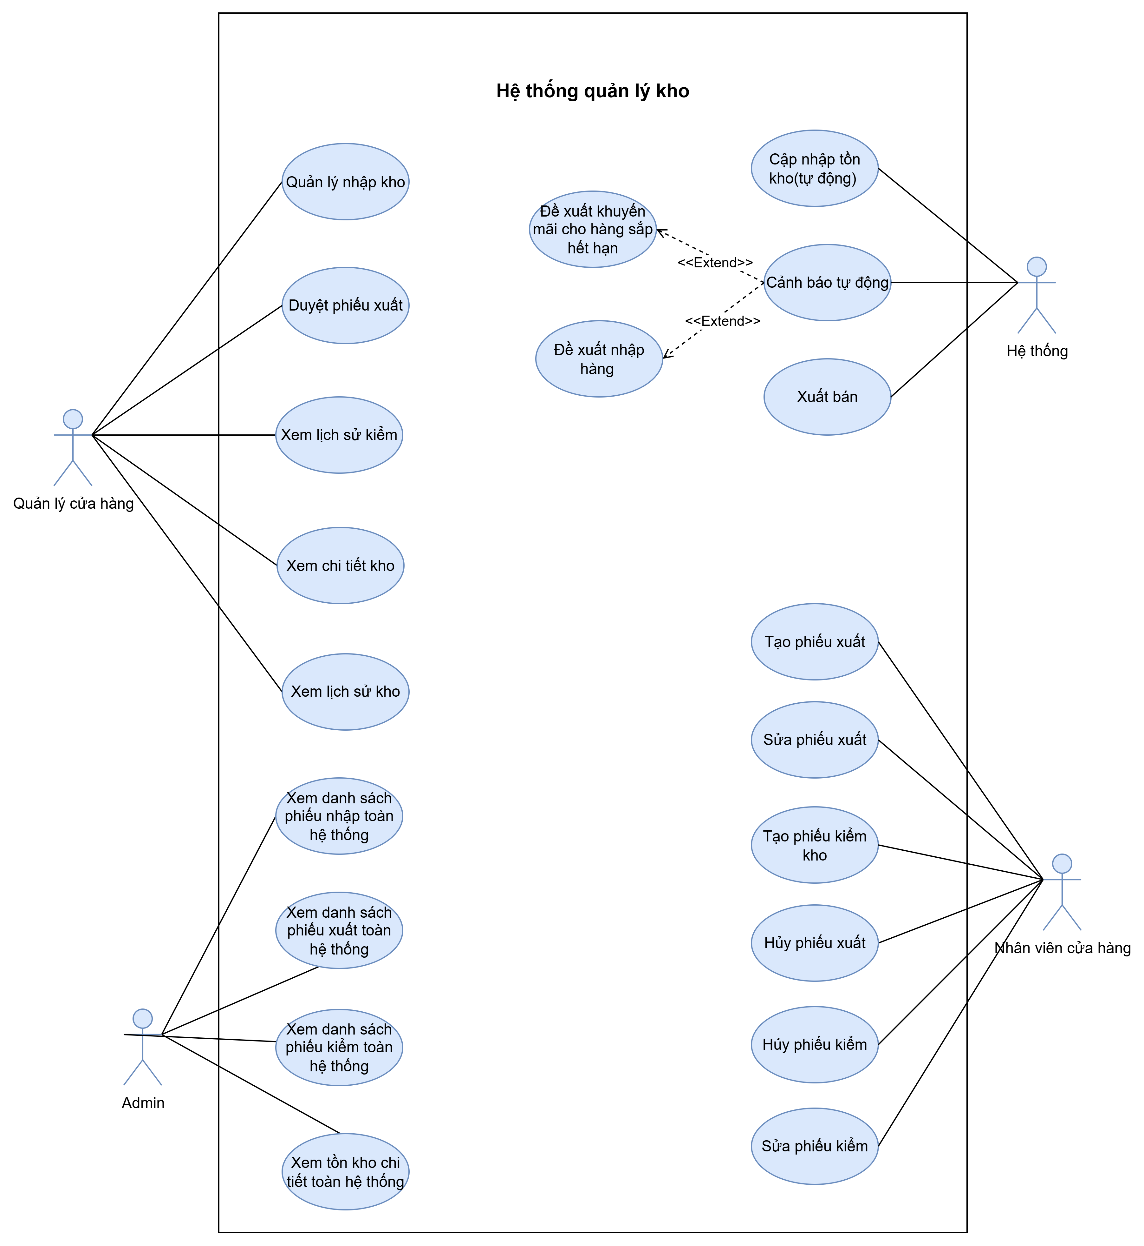 Hệ thống quản lý kho
Quản lý nhập kho
Duyệt phiếu xuất
Xem lịch sử kiểm
Xem chi tiết kho
Xem lịch sử kho
Quản lý cửa hàng
Xem danh sách
phiếu nhập toàn
hệ thống
Xem danh sách
phiếu xuất toàn
hệ thống
Xem danh sách
phiếu kiểm toàn
hệ thống
Xem tồn kho chi
tiết toàn hệ thống
Admin
Đề xuất khuyến
mãi cho hàng sắp
hết hạn
<<Extend>>
<<Extend>>
Đề xuất nhập
hàng
Cập nhập tồn
kho(tự động)
Cảnh báo tự động
Xuất bán
Hệ thống
Tạo phiếu xuất
Sửa phiếu xuất
Tạo phiếu kiểm
kho
Hủy phiếu xuất
Hủy phiếu kiểm
Sửa phiếu kiểm
Nhân viên cửa hàng